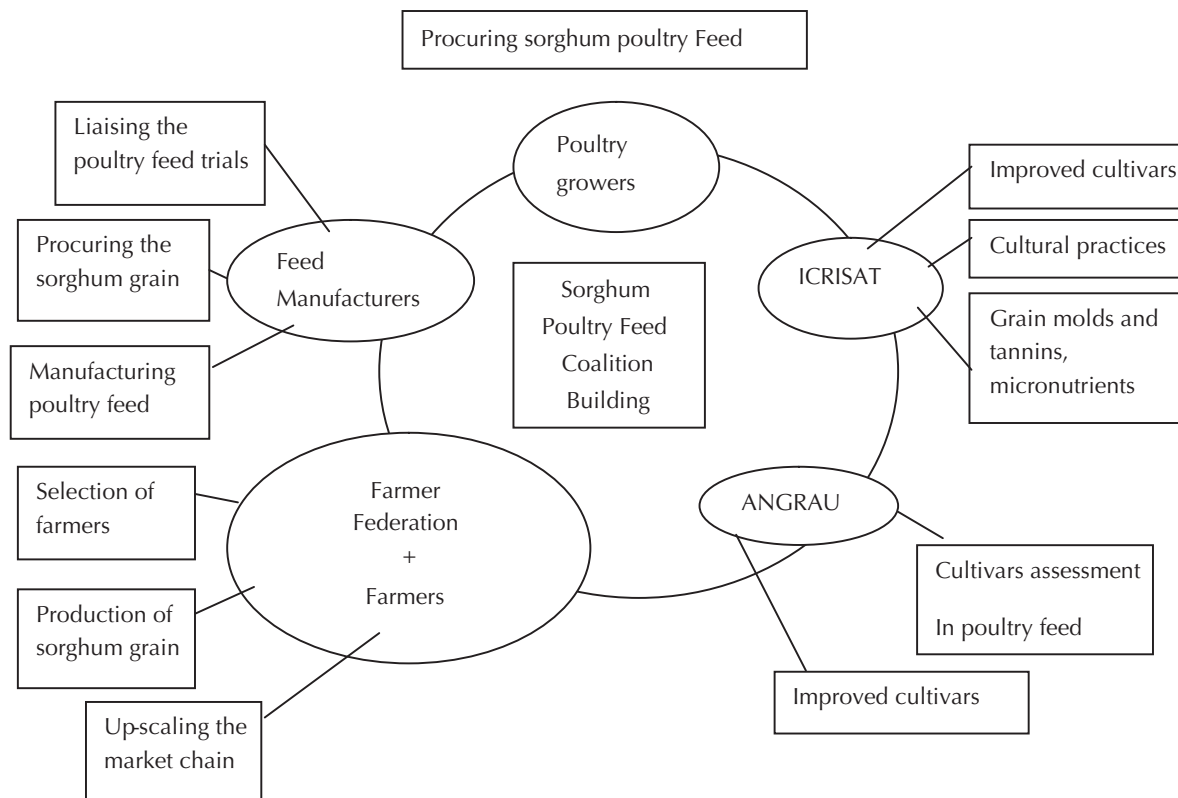 Procuring sorghum poultry Feed
Liaising the
poultry feed trials
Poultry
growers
Improved cultivars
Procuring the
sorghum grain
Feed
Manufacturers
Sorghum
Poultry Feed
Coalition
Building
ICRISAT
Cultural practices
Grain molds and
tannins,
micronutrients
Manufacturing
poultry feed
Selection of
farmers
Farmer
Federation
+
Farmers
ANGRAU
Cultivars assessment
In poultry feed
Production of
sorghum grain
Improved cultivars
Up-scaling the
market chain